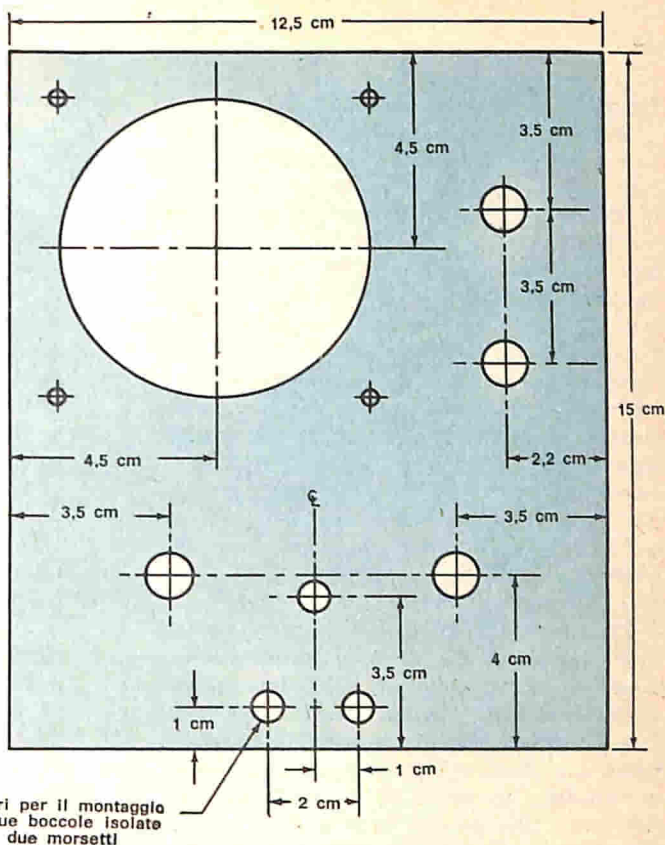 12,5 cm
4,5 cm
3,5 cm
3,5 cm
15 cm
4,5 cm
2,2 cm
3,5 cm
℄
3,5 cm
3,5 cm
4 cm
1 cm
1 cm
2 cm
ri per il montaggio
ue boccole isolate
due morsetti